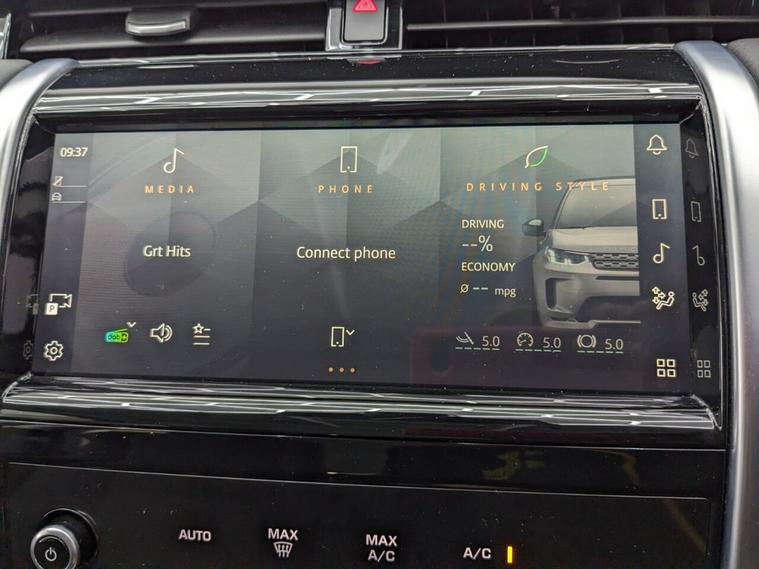 09:37
MEDIA
PHONE
DRIVING STYLE
DRIVING
--%
ECONOMY
Ø -- mpg
Grt Hits
Connect phone
P
dab
5.0
5.0
5.0
AUTO
MAX
MAX
A/C
A/C